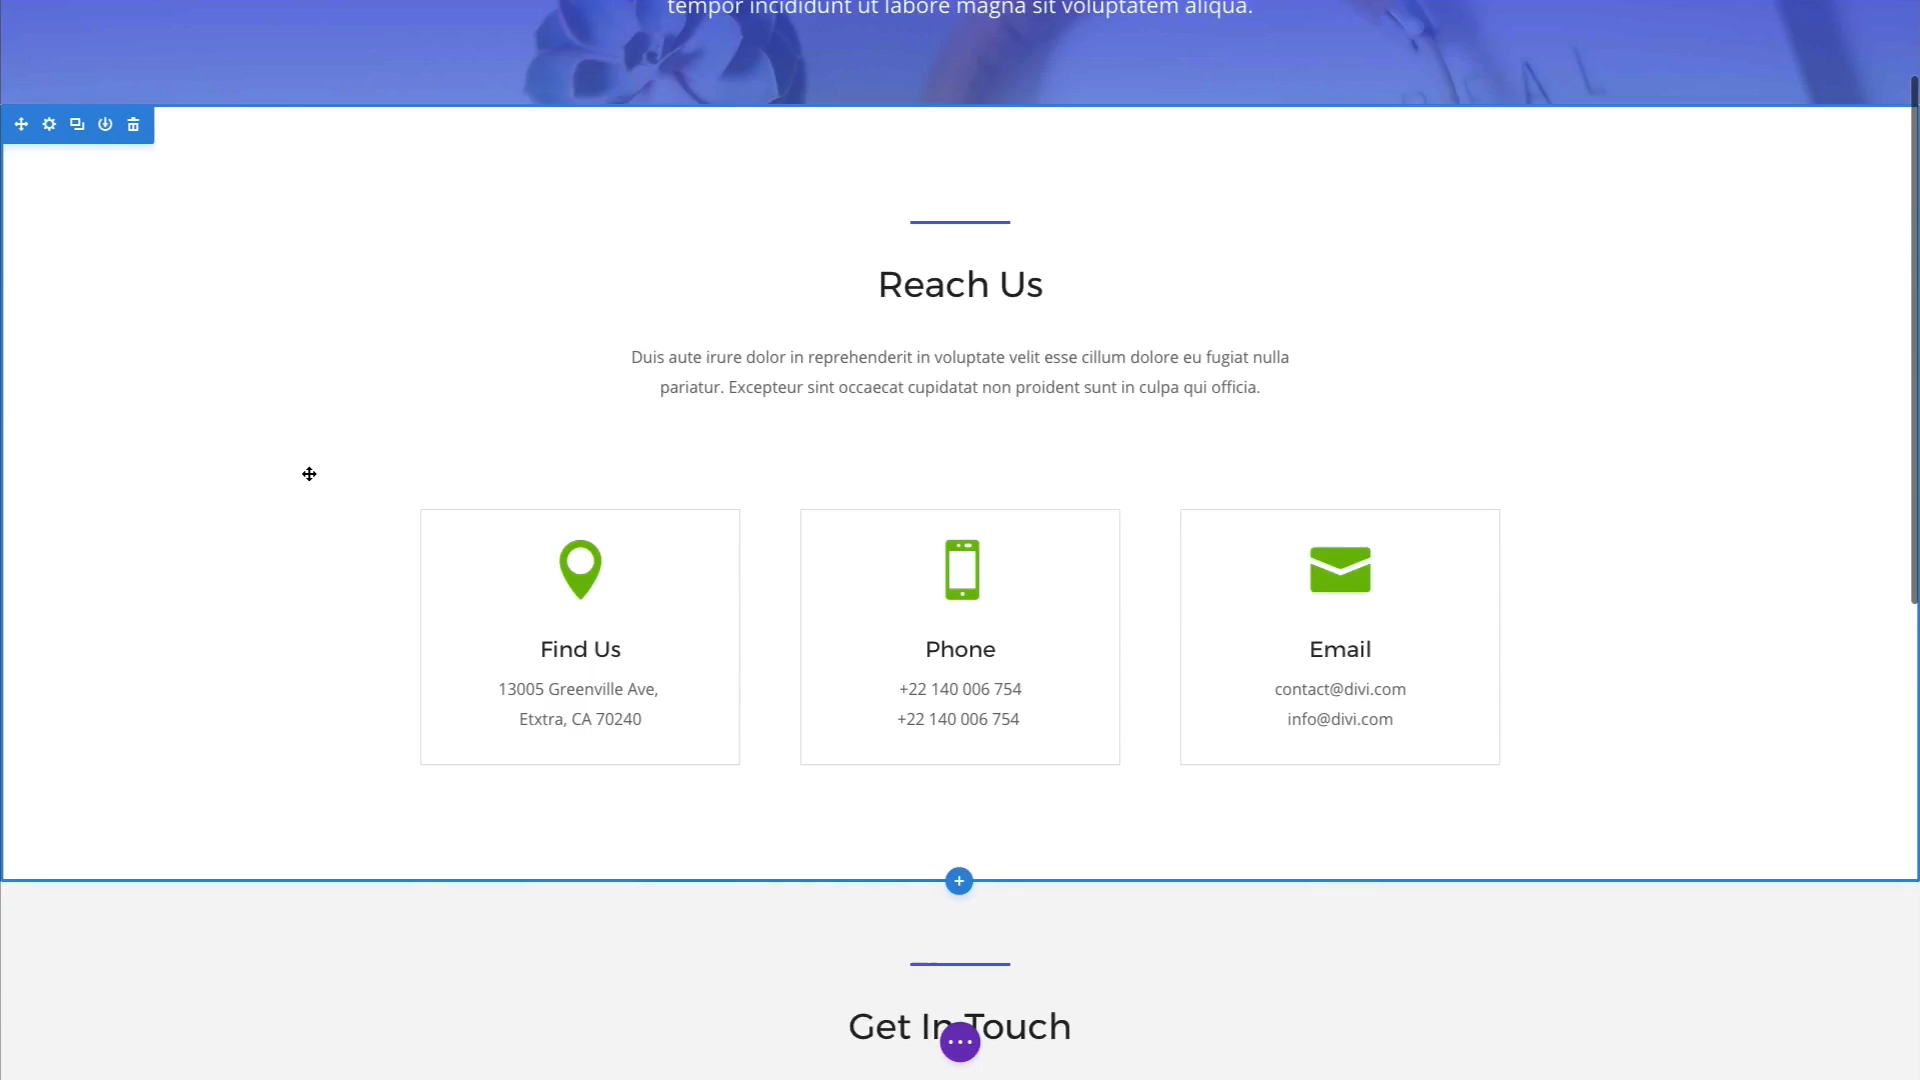 tempor incididunt ut labore magna sit voluptatem aliqua.
EAL
Reach Us
Duis aute irure dolor in reprehenderit in voluptate velit esse cillum dolore eu fugiat nulla
pariatur. Excepteur sint occaecat cupidatat non proident sunt in culpa qui officia.
Find Us
13005 Greenville Ave,
Etxtra, CA 70240
Phone
+22 140 006 754
+22 140 006 754
Email
contact@divi.com
info@divi.com
Get In Touch